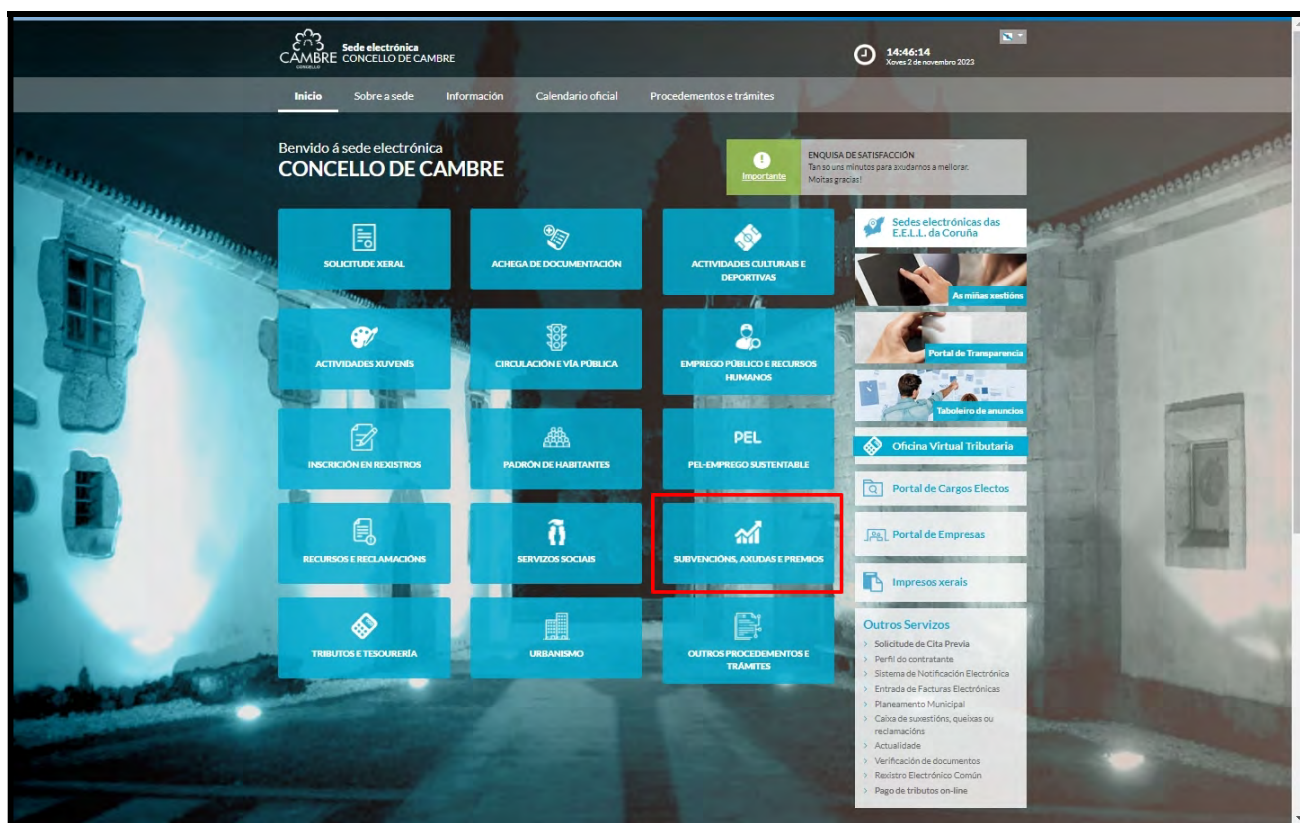 CAMBRE
CONCELLO
Sede electrónica
CONCELLO DE CAMBRE
14:46:14
Xoves 2 de novembro 2023
Inicio
Sobre a sede
Información
Calendario oficial
Procedementos e trámites
Benvido á sede electrónica
CONCELLO DE CAMBRE
Importante
ENQUISA DE SATISFACCIÓN
Tan so uns minutos para axudarnos a mellorar.
Moitas gracias!
SOLICITUDE XERAL
ACHEGA DE DOCUMENTACIÓN
ACTIVIDADES CULTURAIS E
DEPORTIVAS
ACTIVIDADES XUVENÍS
CIRCULACIÓN E VÍA PÚBLICA
EMPREGO PÚBLICO E RECURSOS
HUMANOS
INSCRICIÓN EN REXISTROS
PADRÓN DE HABITANTES
PEL
PEL-EMPREGO SUSTENTABLE
RECURSOS E RECLAMACIÓNS
SERVIZOS SOCIAIS
SUBVENCIÓNS, AXUDAS E PREMIOS
TRIBUTOS E TESOURERÍA
URBANISMO
OUTROS PROCEDEMENTOS E
TRÁMITES
Sedes electrónicas das
E.E.L.L. da Coruña
As miñas xestións
Portal de Transparencia
Taboleiro de anuncios
Oficina Virtual Tributaria
Portal de Cargos Electos
Portal de Empresas
Impresos xerais
Outros Servizos
Solicitude de Cita Previa
Perfil do contratante
Sistema de Notificación Electrónica
Entrada de Facturas Electrónicas
Planeamento Municipal
Caixa de suxestións, queixas ou
reclamacións
Actualidade
Verificación de documentos
Rexistro Electrónico Común
Pago de tributos on-line